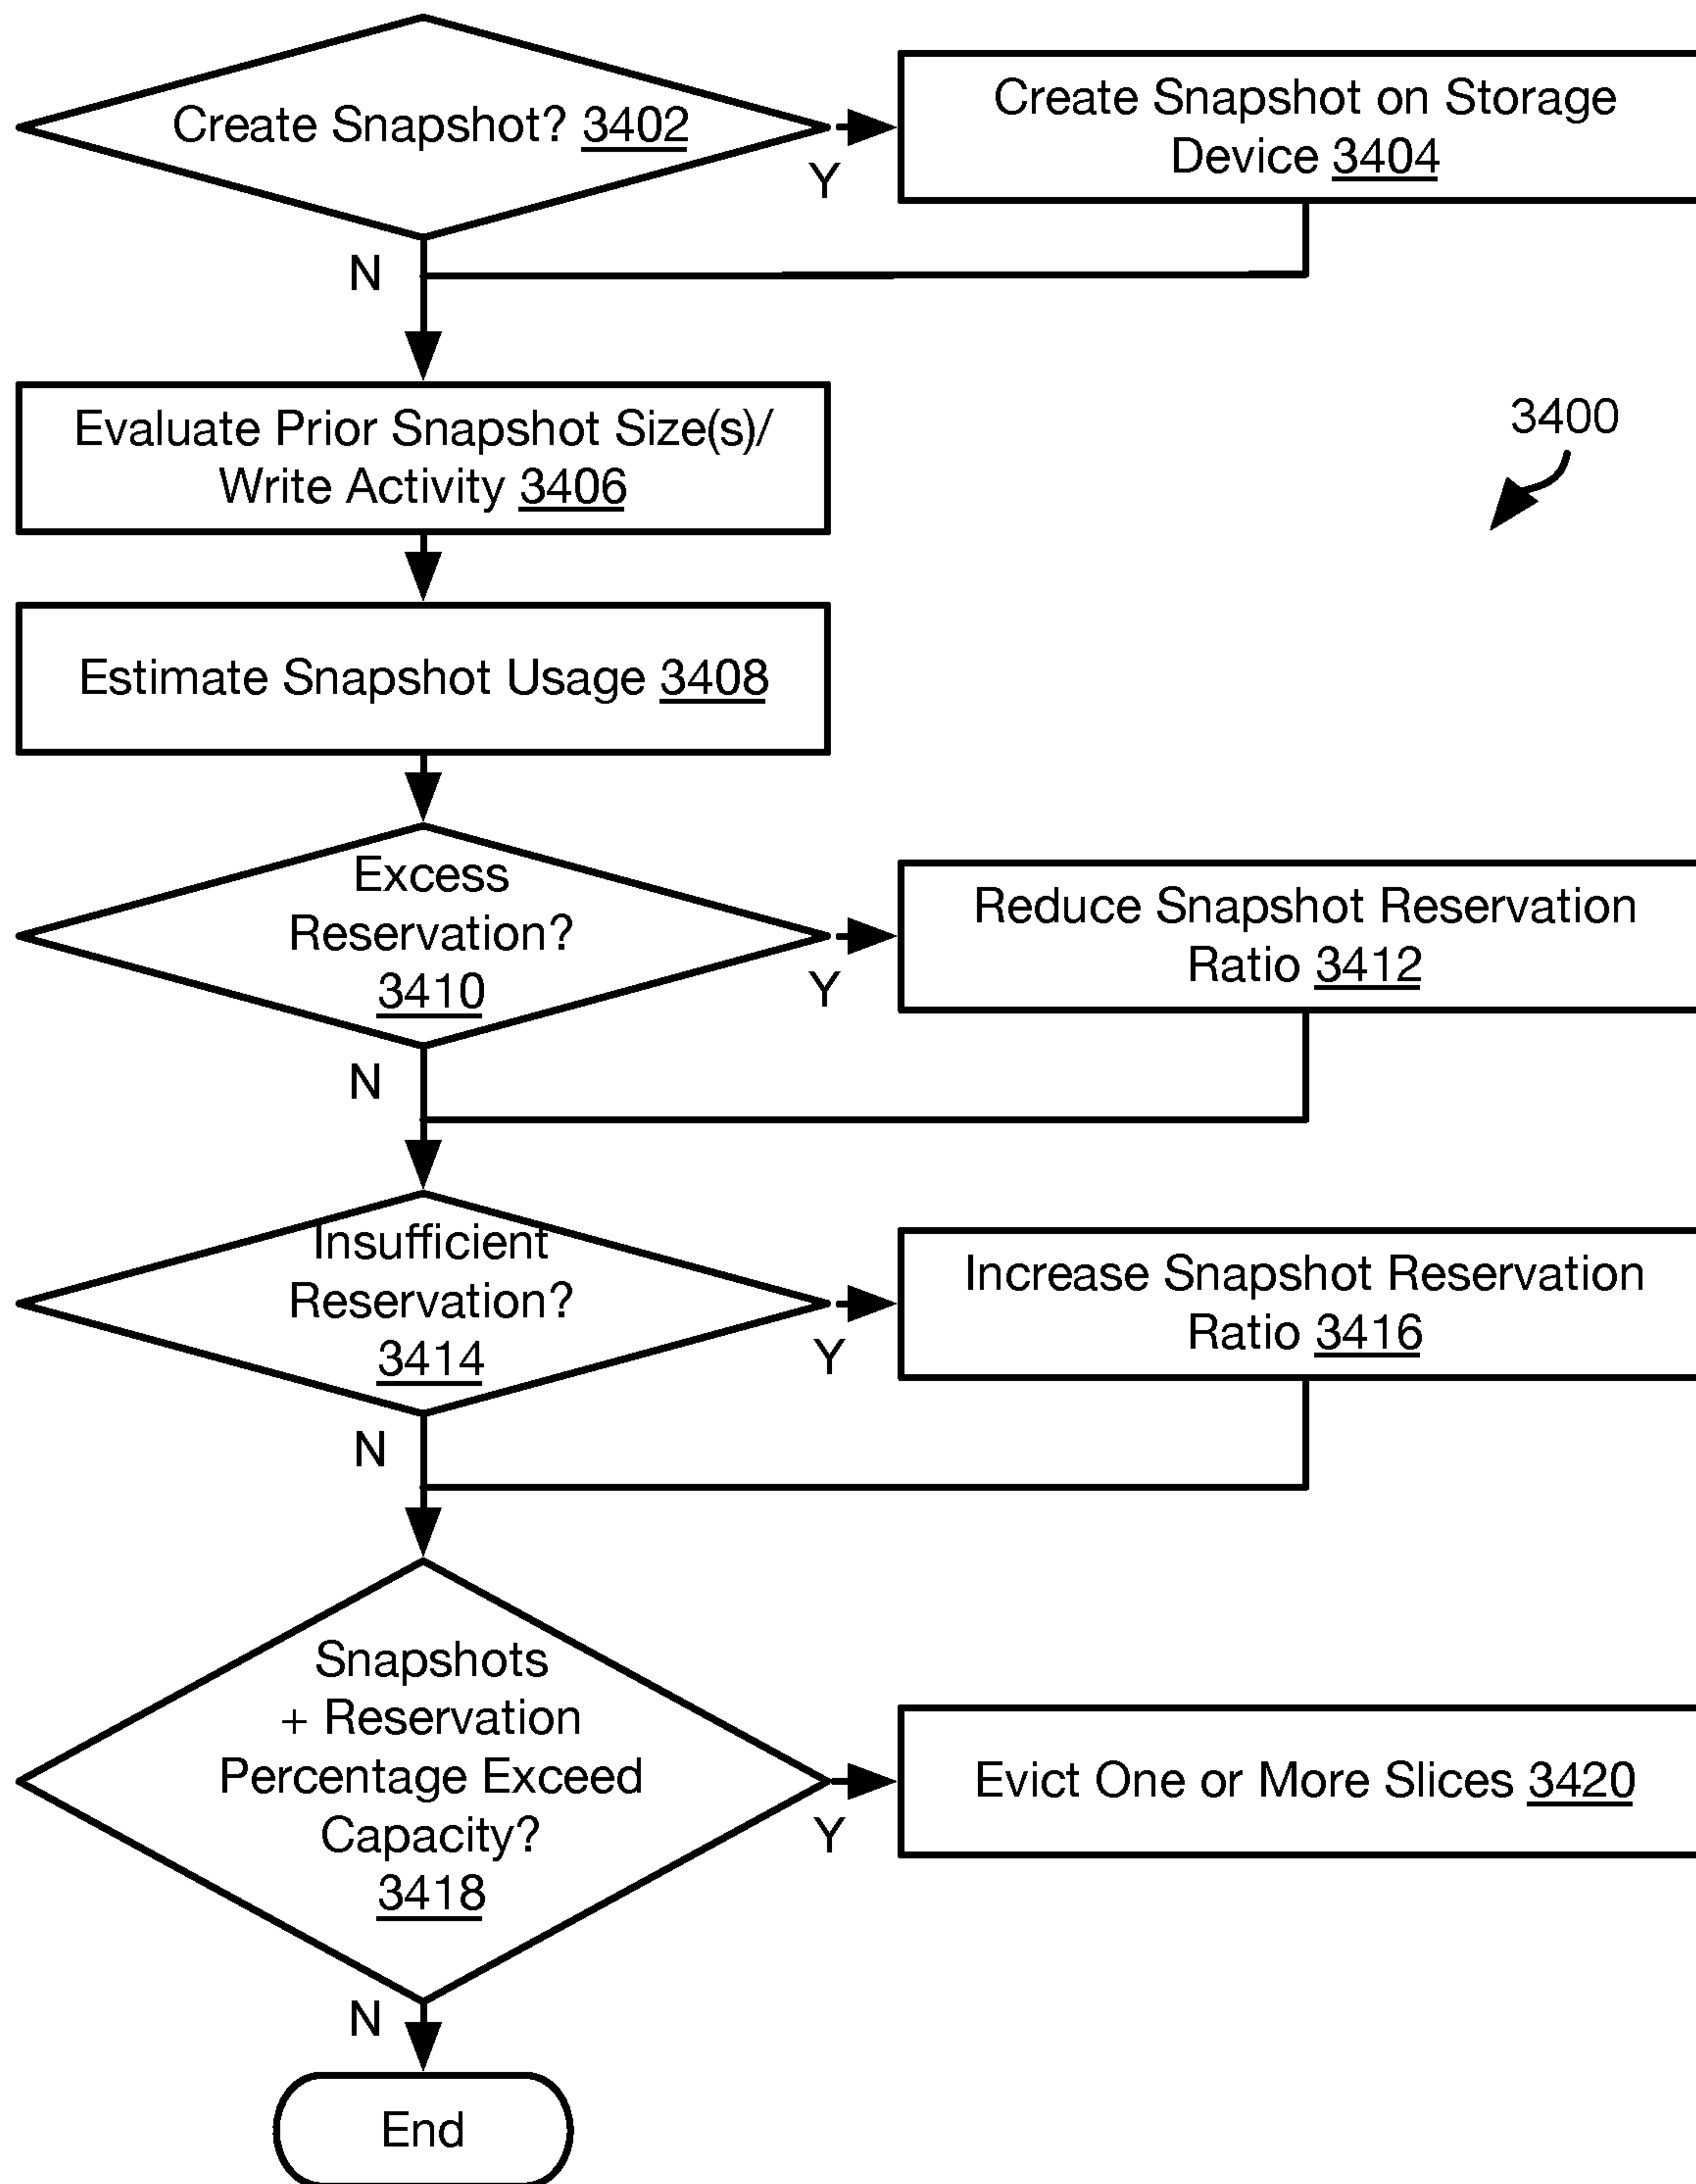 Create Snapshot? 3402
Create Snapshot on Storage
Device 3404
Y
N
Evaluate Prior Snapshot Size(s)/
Write Activity 3406
3400
Estimate Snapshot Usage 3408
Excess
Reservation?
3410
Reduce Snapshot Reservation
Ratio 3412
Y
N
Insufficient
Reservation?
3414
Increase Snapshot Reservation
Ratio 3416
Y
N
Snapshots
+ Reservation
Percentage Exceed
Capacity?
3418
Evict One or More Slices 3420
Y
N
End